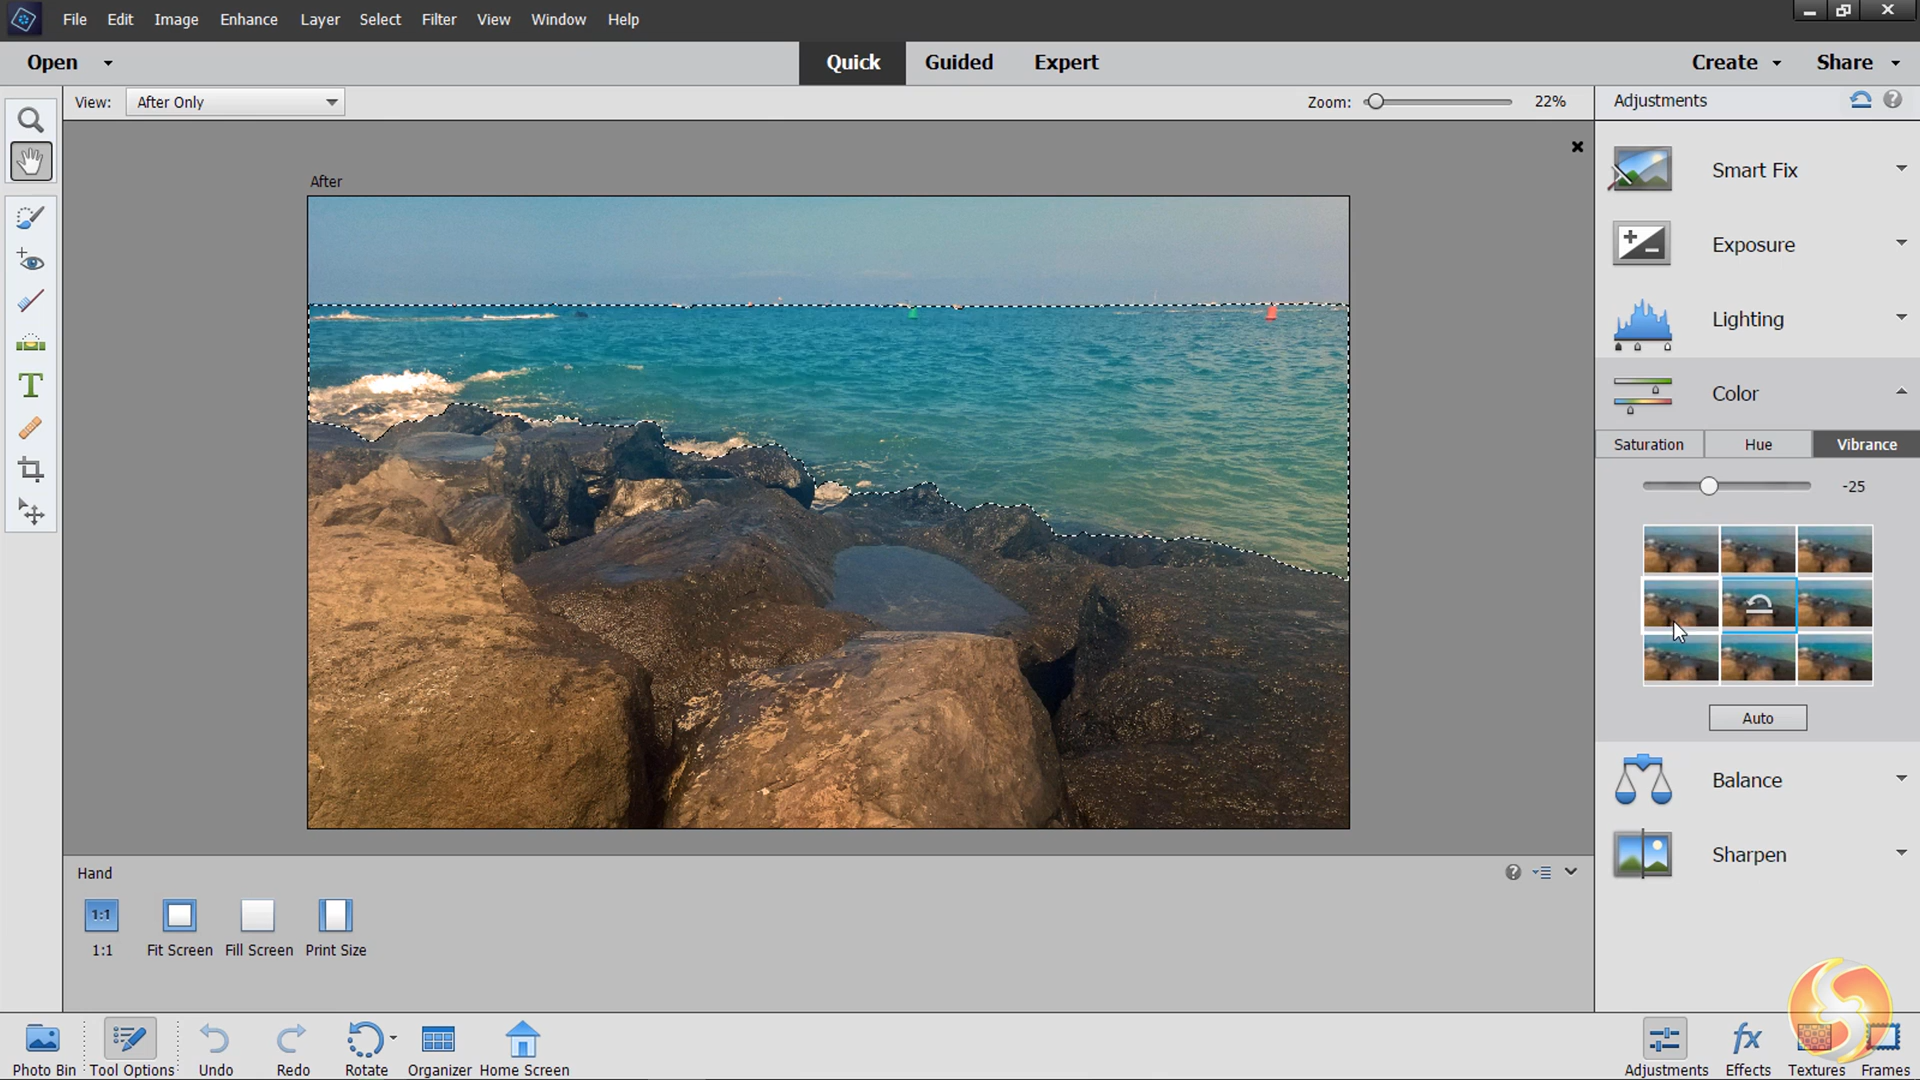 File Edit Image Enhance Layer Select Filter View Window Help
Open Quick Guided Expert Create Share
View: After Only Zoom: 22% Adjustments
After
Smart Fix
Exposure
Lighting
Color
Saturation Hue Vibrance
-25
Auto
Balance
Sharpen
Hand
1:1
1:1 Fit Screen Fill Screen Print Size
T
fx
Photo Bin Tool Options Undo Redo Rotate Organizer Home Screen Adjustments Effects Textures Frames